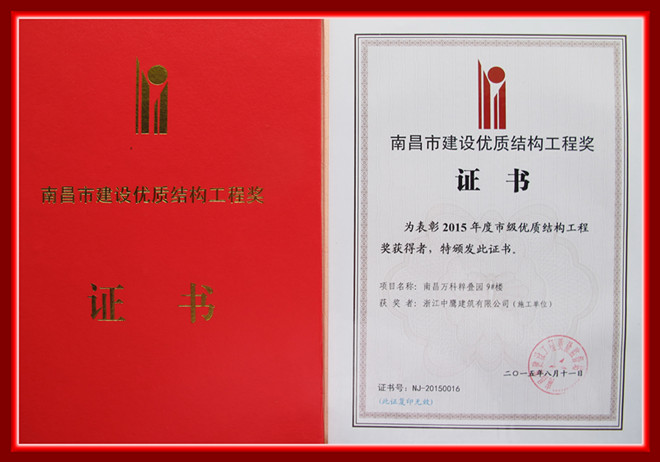 南昌市建设优质结构工程奖
证书
南昌市建设优质结构工程奖
证书
为表彰2015年度市级优质结构工程
奖获得者，特颁发此证书。
项目名称：南昌万科鲜叠园9#楼
获奖者：浙江中鹰建筑有限公司（施工单位）
二〇一五年八月十一日
证书号：NJ-20150016
(此证复印无效)